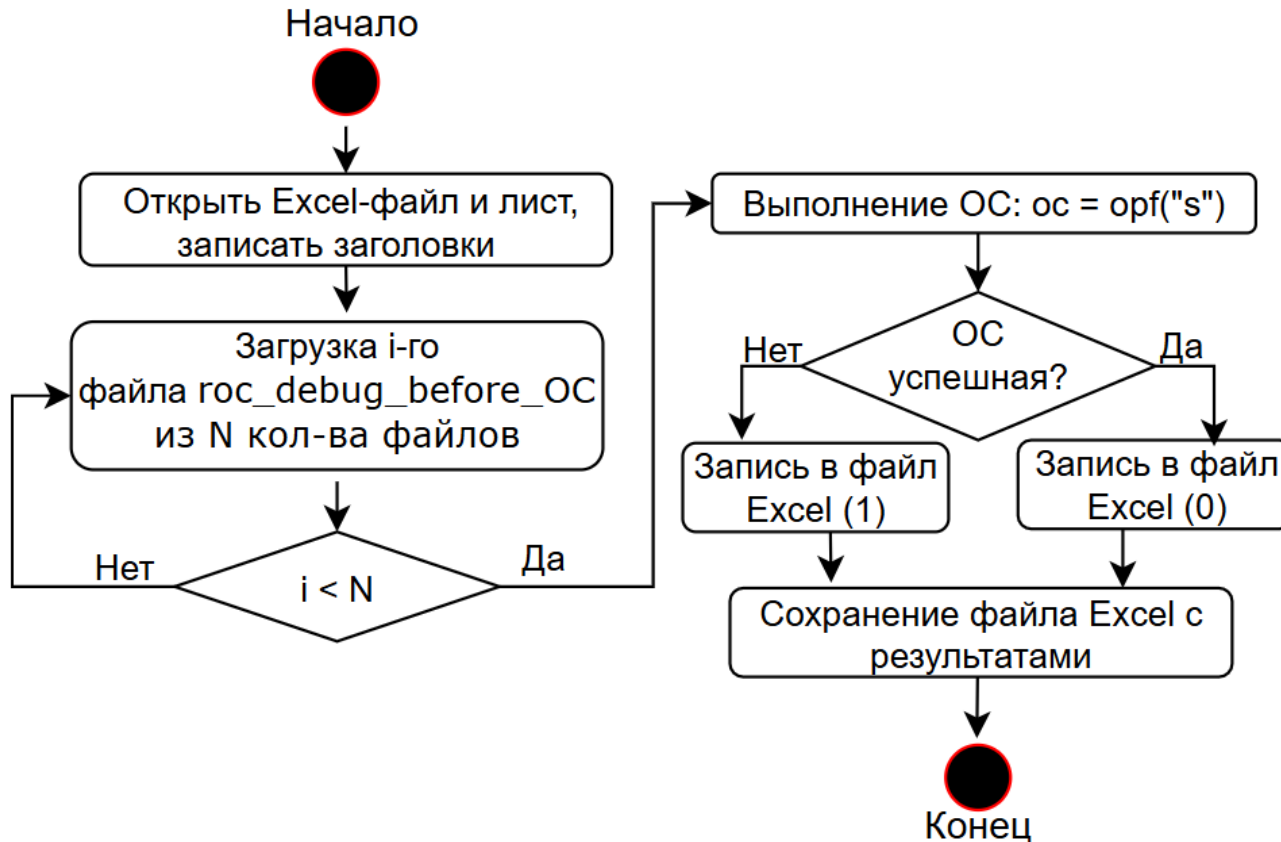 Начало
Открыть Excel-файл и лист,
записать заголовки
Загрузка i-го
файла roc_debug_before_OC
из N кол-ва файлов
i < N
Нет
Да
Выполнение ОС: oc = opf("s")
ОС
успешная?
Нет
Да
Запись в файл
Excel (1)
Запись в файл
Excel (0)
Сохранение файла Excel с
результатами
Конец